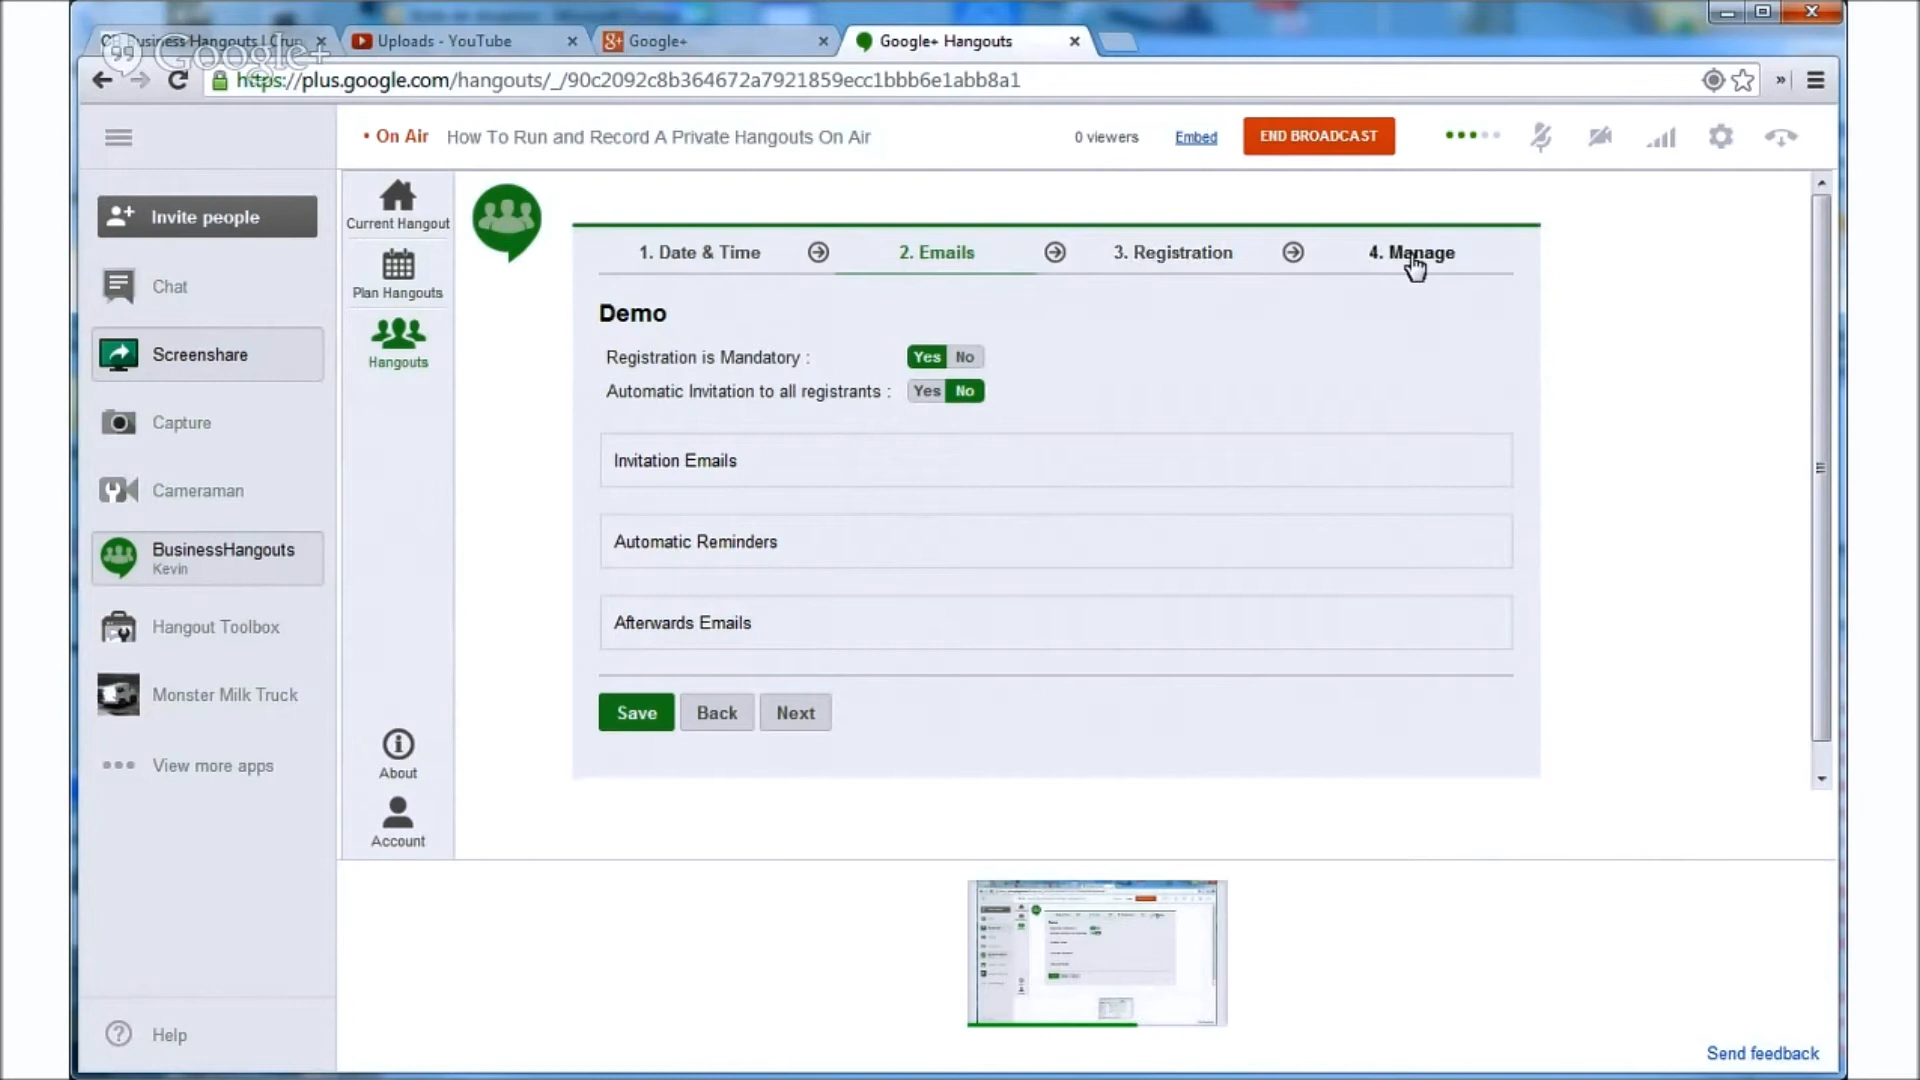 Business Hangouts | Crun
Uploads - YouTube
Google+
Google+ Hangouts
Google+
https://plus.google.com/hangouts/_/90c2092c8b364672a7921859ecc1bbb6e1abb8a1
• On Air
How To Run and Record A Private Hangouts On Air
0 viewers
Embed
END BROADCAST
Invite people
Chat
Screenshare
Capture
Cameraman
BusinessHangouts
Kevin
Hangout Toolbox
Monster Milk Truck
View more apps
Help
Current Hangout
Plan Hangouts
Hangouts
About
Account
1. Date & Time
2. Emails
3. Registration
4. Manage
Demo
Registration is Mandatory :
Yes No
Automatic Invitation to all registrants :
Yes No
Invitation Emails
Automatic Reminders
Afterwards Emails
Save
Back
Next
Send feedback